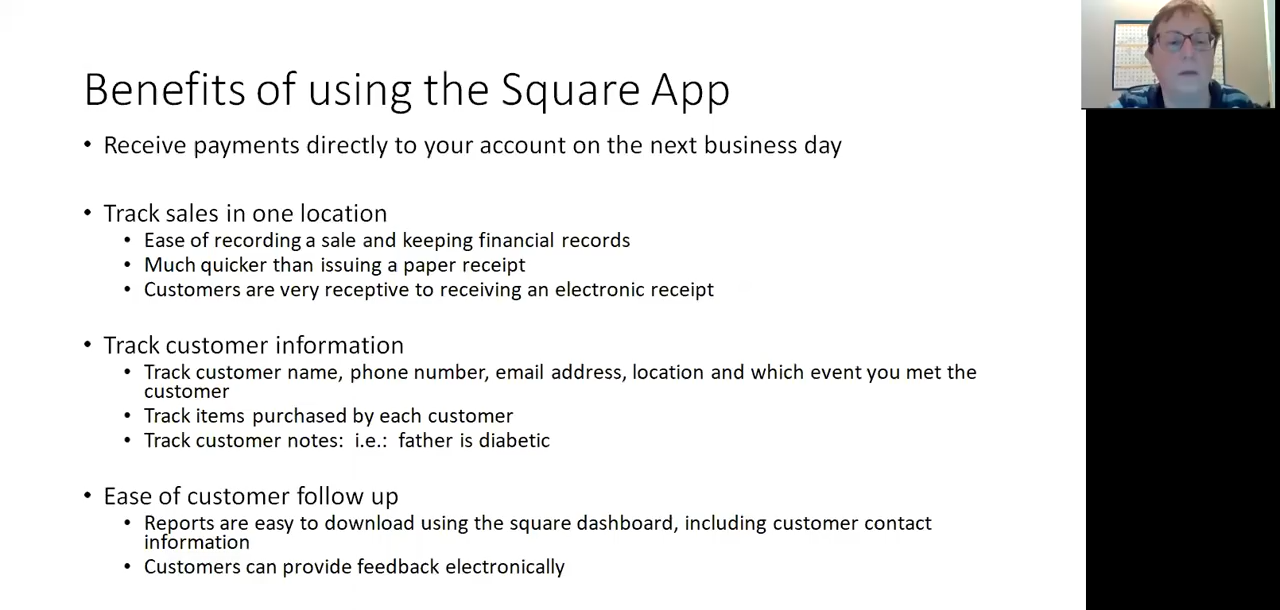 Benefits of using the Square App
• Receive payments directly to your account on the next business day
• Track sales in one location
• Ease of recording a sale and keeping financial records
• Much quicker than issuing a paper receipt
• Customers are very receptive to receiving an electronic receipt
• Track customer information
• Track customer name, phone number, email address, location and which event you met the
customer
• Track items purchased by each customer
• Track customer notes:  i.e.:  father is diabetic
• Ease of customer follow up
• Reports are easy to download using the square dashboard, including customer contact
information
• Customers can provide feedback electronically